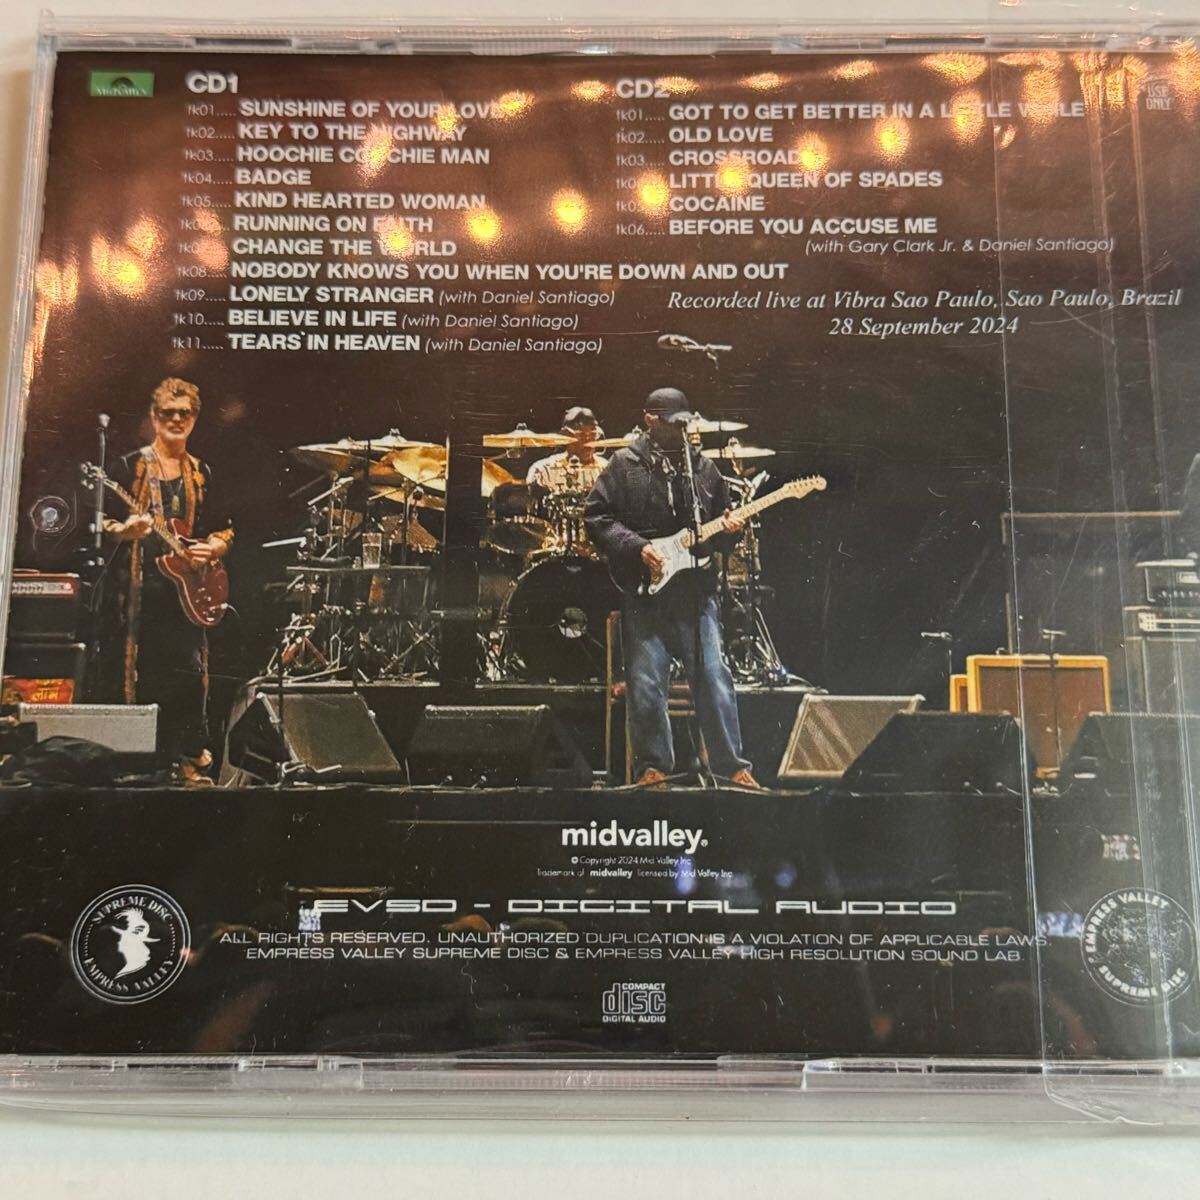 MIDVALLEY
CD1
tk01..... SUNSHINE OF YOUR LOVE
tk02..... KEY TO THE HIGHWAY
tk03..... HOOCHIE COOCHIE MAN
tk04..... BADGE
tk05..... KIND HEARTED WOMAN
tk06..... RUNNING ON FAITH
tk07..... CHANGE THE WORLD
tk08..... NOBODY KNOWS YOU WHEN YOU'RE DOWN AND OUT
tk09..... LONELY STRANGER (with Daniel Santiago)
tk10..... BELIEVE IN LIFE (with Daniel Santiago)
tk11..... TEARS IN HEAVEN (with Daniel Santiago)
CD2
tk01..... GOT TO GET BETTER IN A LITTLE WHILE
tk02..... OLD LOVE
tk03..... CROSSROADS
tk04..... LITTLE QUEEN OF SPADES
tk05..... COCAINE
tk06..... BEFORE YOU ACCUSE ME
(with Gary Clark Jr. & Daniel Santiago)
Recorded live at Vibra Sao Paulo, Sao Paulo, Brazil
28 September 2024
USE
ONLY
midvalley®
© Copyright 2024 Mid Valley Inc
Trademark of midvalley licensed by Mid Valley Inc.
EVSD - DIGITAL AUDIO
ALL RIGHTS RESERVED. UNAUTHORIZED DUPLICATION IS A VIOLATION OF APPLICABLE LAWS.
EMPRESS VALLEY SUPREME DISC & EMPRESS VALLEY HIGH RESOLUTION SOUND LAB.
SUPREME DISC
EMPRESS VALLEY
EMPRESS VALLEY
SUPREME DISC
COMPACT
disc
DIGITAL AUDIO